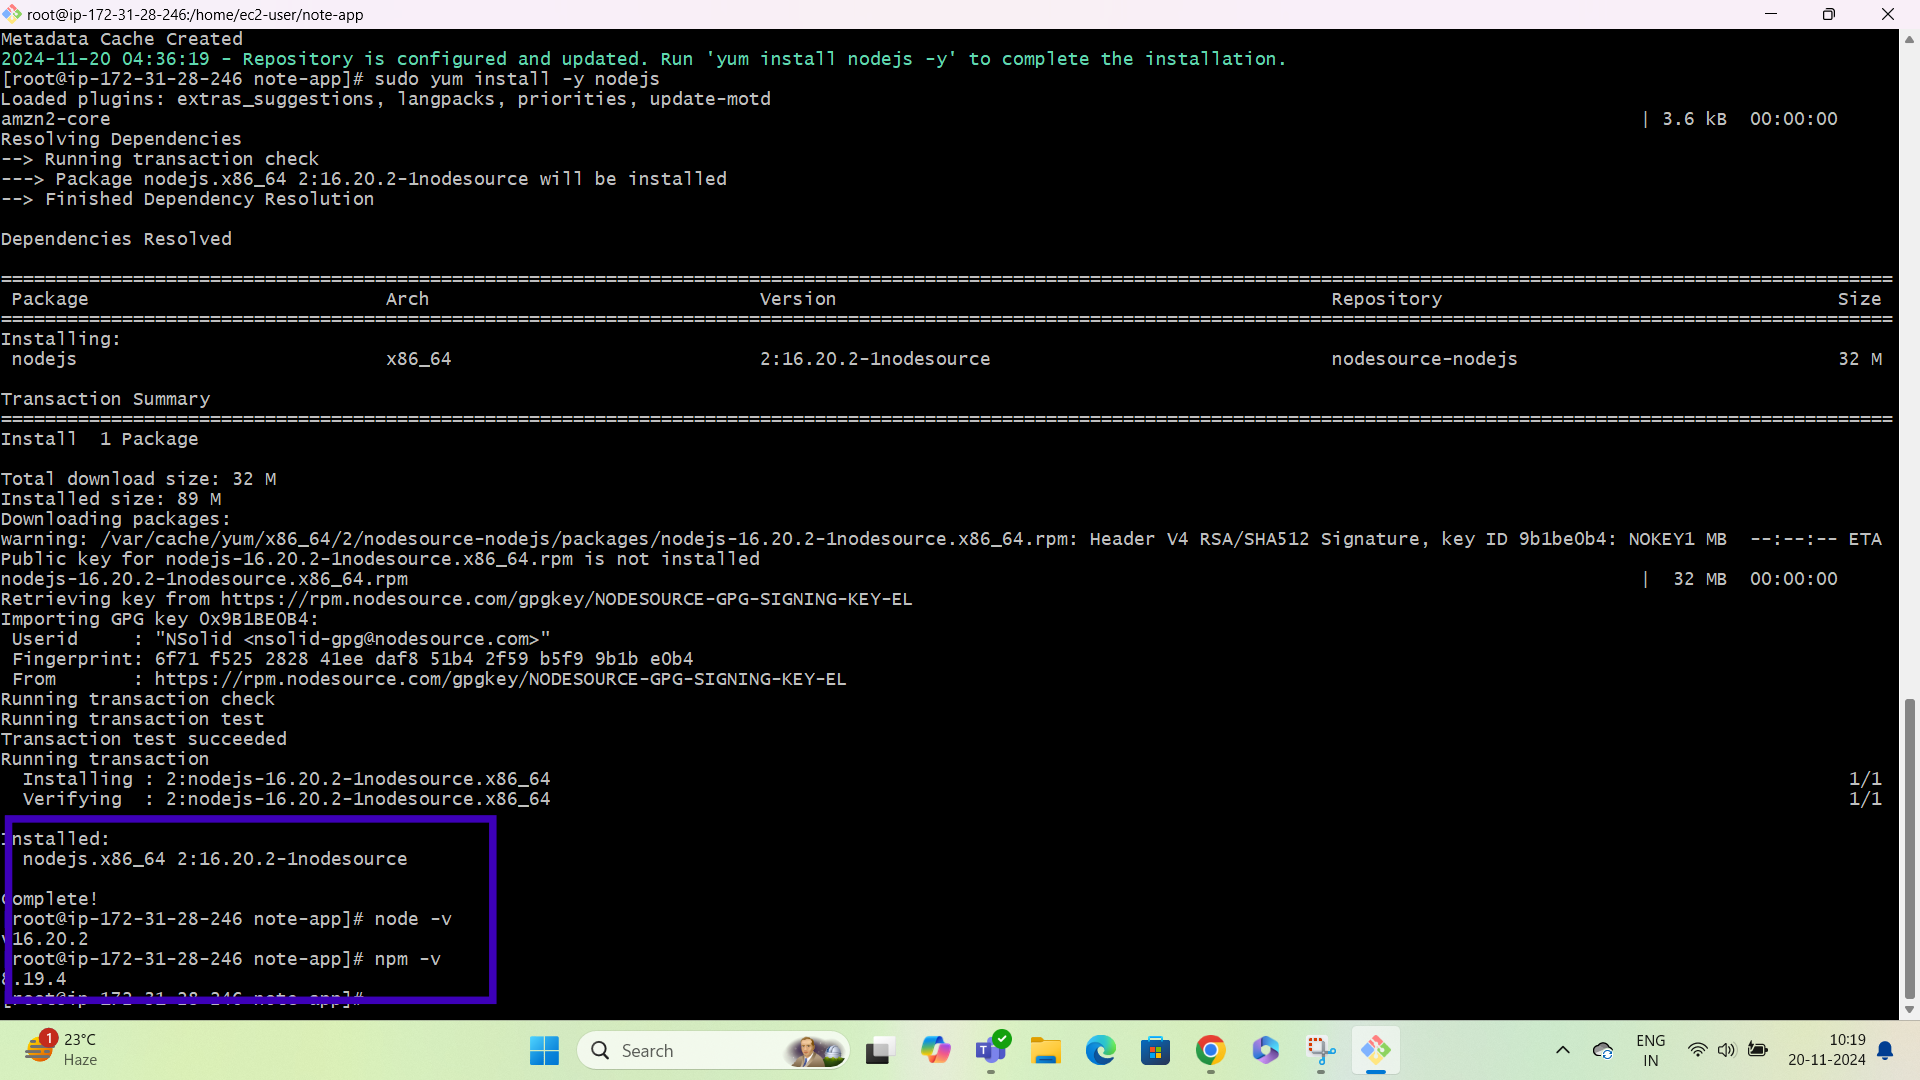 root@ip-172-31-28-246:/home/ec2-user/note-app
Metadata Cache Created
2024-11-20 04:36:19 - Repository is configured and updated. Run 'yum install nodejs -y' to complete the installation.
[root@ip-172-31-28-246 note-app]# sudo yum install -y nodejs
Loaded plugins: extras_suggestions, langpacks, priorities, update-motd
amzn2-core | 3.6 kB 00:00:00
Resolving Dependencies
--> Running transaction check
---> Package nodejs.x86_64 2:16.20.2-1nodesource will be installed
--> Finished Dependency Resolution
Dependencies Resolved
Package Arch Version Repository Size
Installing:
nodejs x86_64 2:16.20.2-1nodesource nodesource-nodejs 32 M
Transaction Summary
Install 1 Package
Total download size: 32 M
Installed size: 89 M
Downloading packages:
warning: /var/cache/yum/x86_64/2/nodesource-nodejs/packages/nodejs-16.20.2-1nodesource.x86_64.rpm: Header V4 RSA/SHA512 Signature, key ID 9b1be0b4: NOKEY1 MB --:--:-- ETA
Public key for nodejs-16.20.2-1nodesource.x86_64.rpm is not installed
nodejs-16.20.2-1nodesource.x86_64.rpm | 32 MB 00:00:00
Retrieving key from https://rpm.nodesource.com/gpgkey/NODESOURCE-GPG-SIGNING-KEY-EL
Importing GPG key 0x9B1BE0B4:
Userid : "NSolid <nsolid-gpg@nodesource.com>"
Fingerprint: 6f71 f525 2828 41ee daf8 51b4 2f59 b5f9 9b1b e0b4
From : https://rpm.nodesource.com/gpgkey/NODESOURCE-GPG-SIGNING-KEY-EL
Running transaction check
Running transaction test
Transaction test succeeded
Running transaction
Installing : 2:nodejs-16.20.2-1nodesource.x86_64 1/1
Verifying : 2:nodejs-16.20.2-1nodesource.x86_64 1/1
Installed:
nodejs.x86_64 2:16.20.2-1nodesource
Complete!
[root@ip-172-31-28-246 note-app]# node -v
v16.20.2
[root@ip-172-31-28-246 note-app]# npm -v
8.19.4
[root@ip-172-31-28-246 note-app]#
1 23°C
Haze
Search
ENG
IN
10:19
20-11-2024